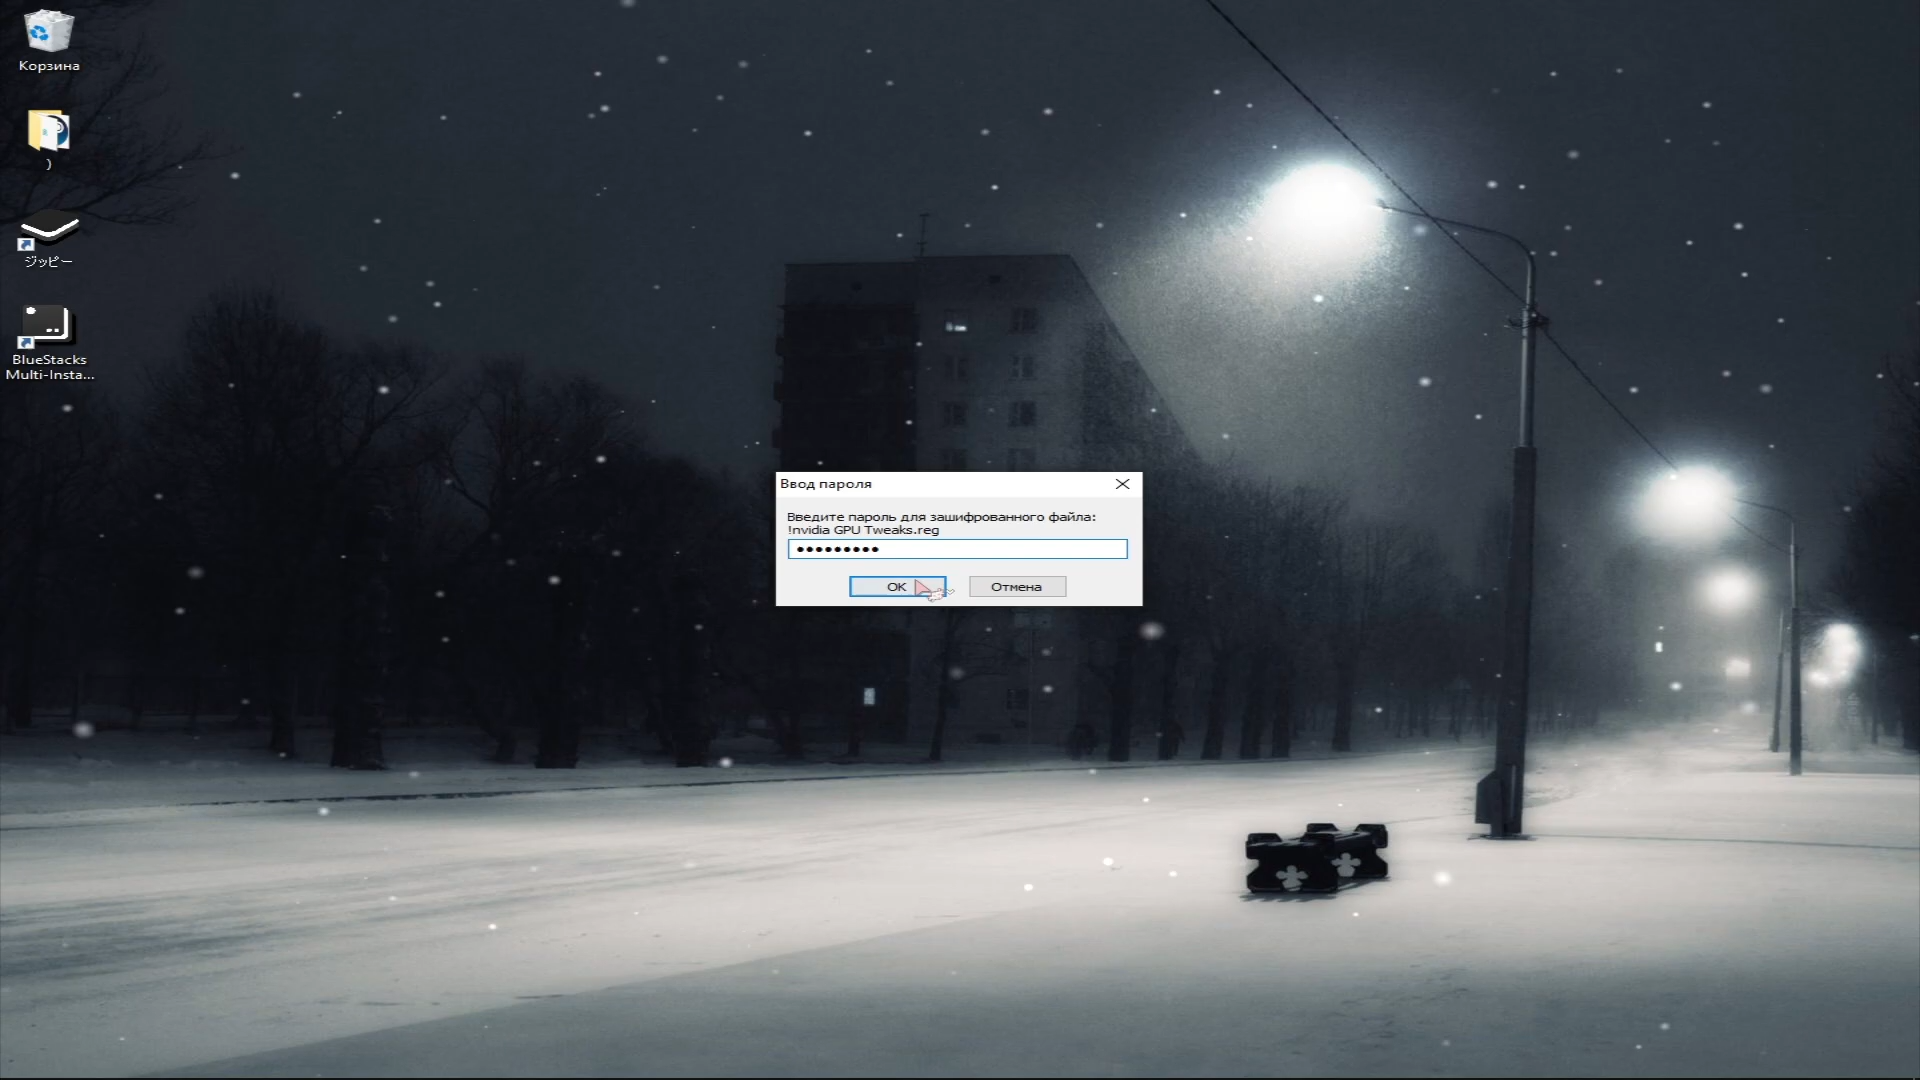 Корзина
)
ジッピー
BlueStacks
Multi-Insta...
Ввод пароля
Введите пароль для зашифрованного файла:
!nvidia GPU Tweaks.reg
●●●●●●●●●
OK
Отмена